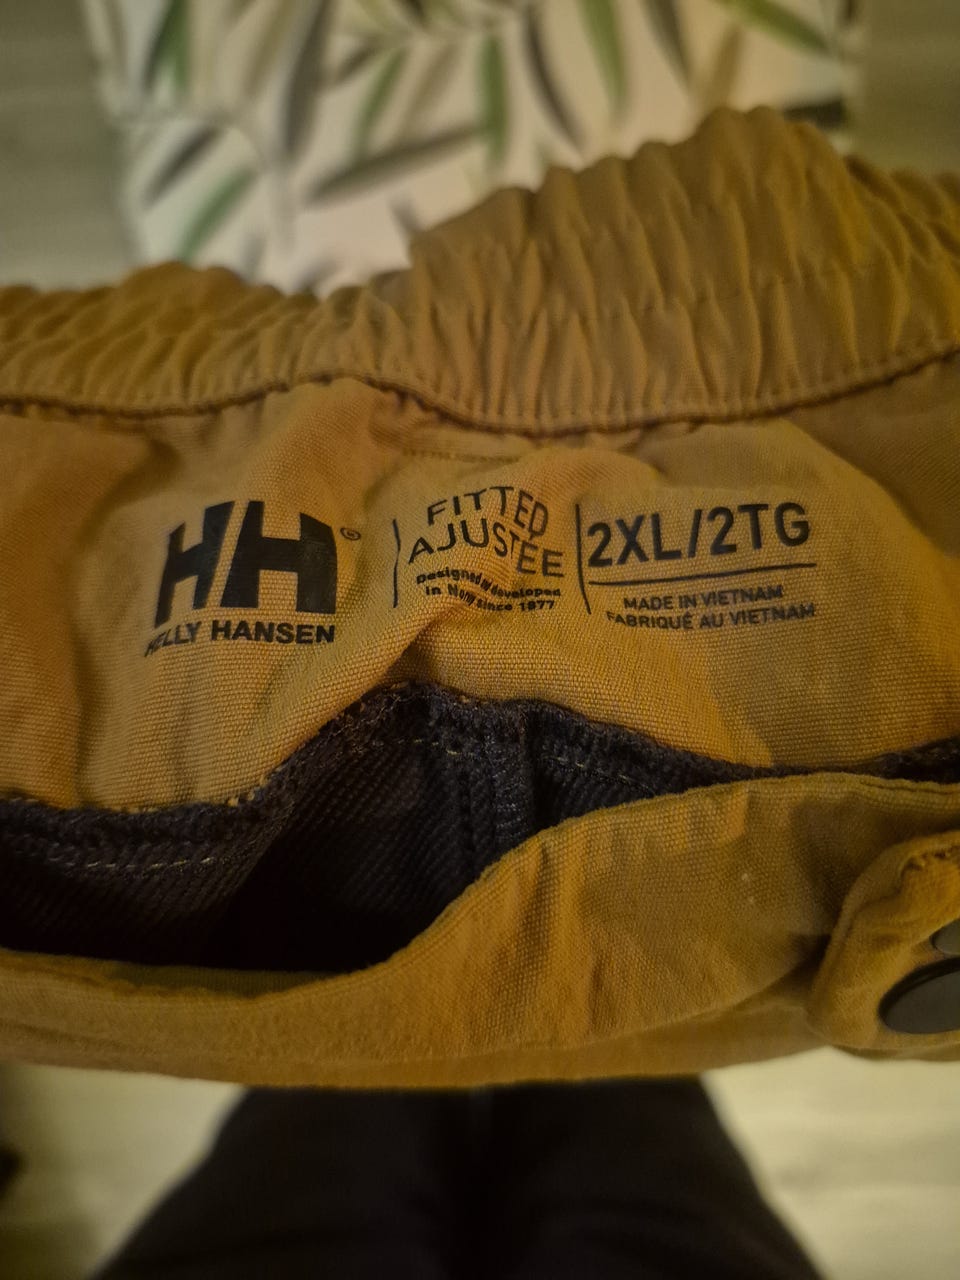 HH®
HELLY HANSEN
FITTED
AJUSTÉE
Designed & developed
in Norway since 1877
2XL/2TG
MADE IN VIETNAM
FABRIQUÉ AU VIETNAM